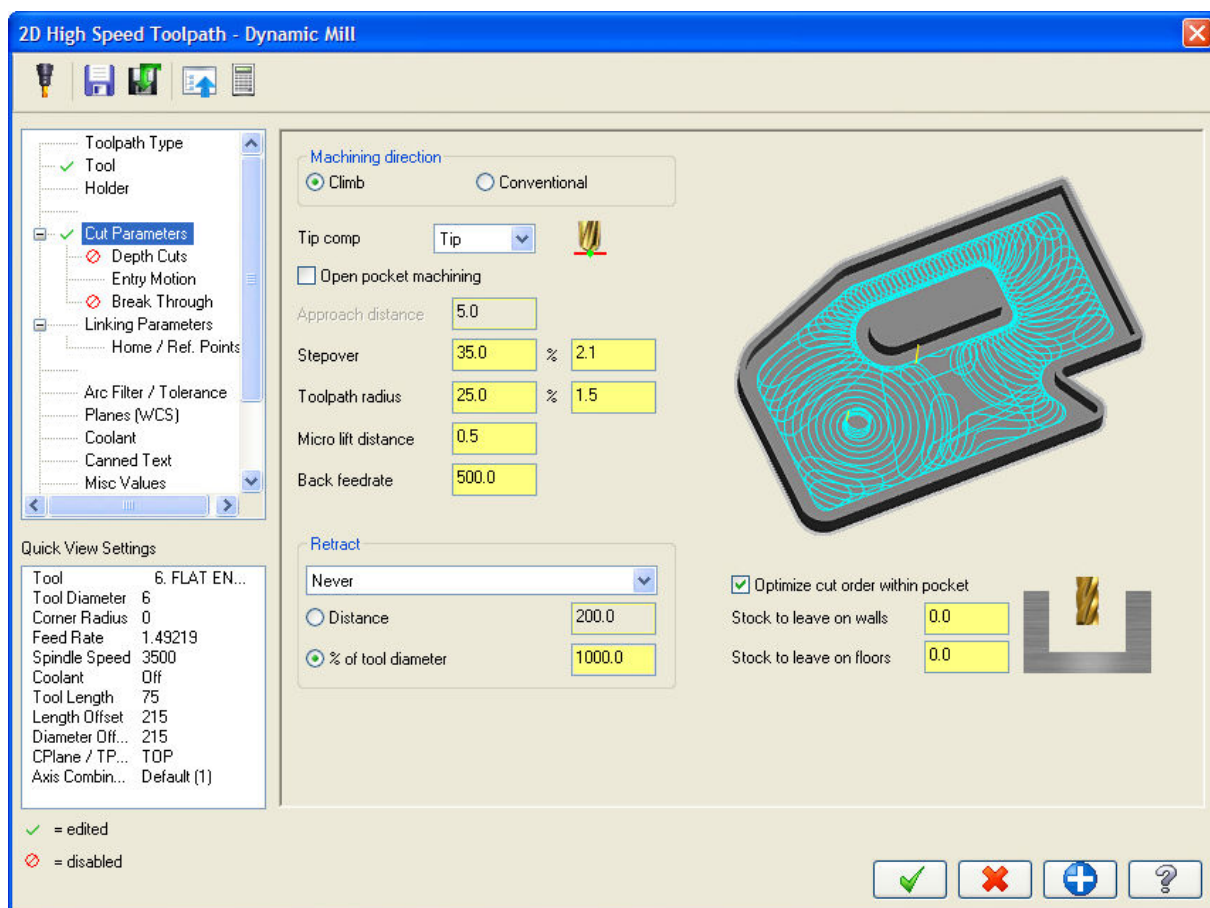 2D High Speed Toolpath - Dynamic Mill
Toolpath Type
Tool
Holder
Cut Parameters
Depth Cuts
Entry Motion
Break Through
Linking Parameters
Home / Ref. Points
Arc Filter / Tolerance
Planes (WCS)
Coolant
Canned Text
Misc Values
Quick View Settings
Tool 6. FLAT EN...
Tool Diameter 6
Corner Radius 0
Feed Rate 1.49219
Spindle Speed 3500
Coolant Off
Tool Length 75
Length Offset 215
Diameter Off... 215
CPlane / TP... TOP
Axis Combin... Default (1)
= edited
= disabled
Machining direction
Climb Conventional
Tip comp Tip
Open pocket machining
Approach distance 5.0
Stepover 35.0 % 2.1
Toolpath radius 25.0 % 1.5
Micro lift distance 0.5
Back feedrate 500.0
Retract
Never
Distance 200.0
% of tool diameter 1000.0
Optimize cut order within pocket
Stock to leave on walls 0.0
Stock to leave on floors 0.0